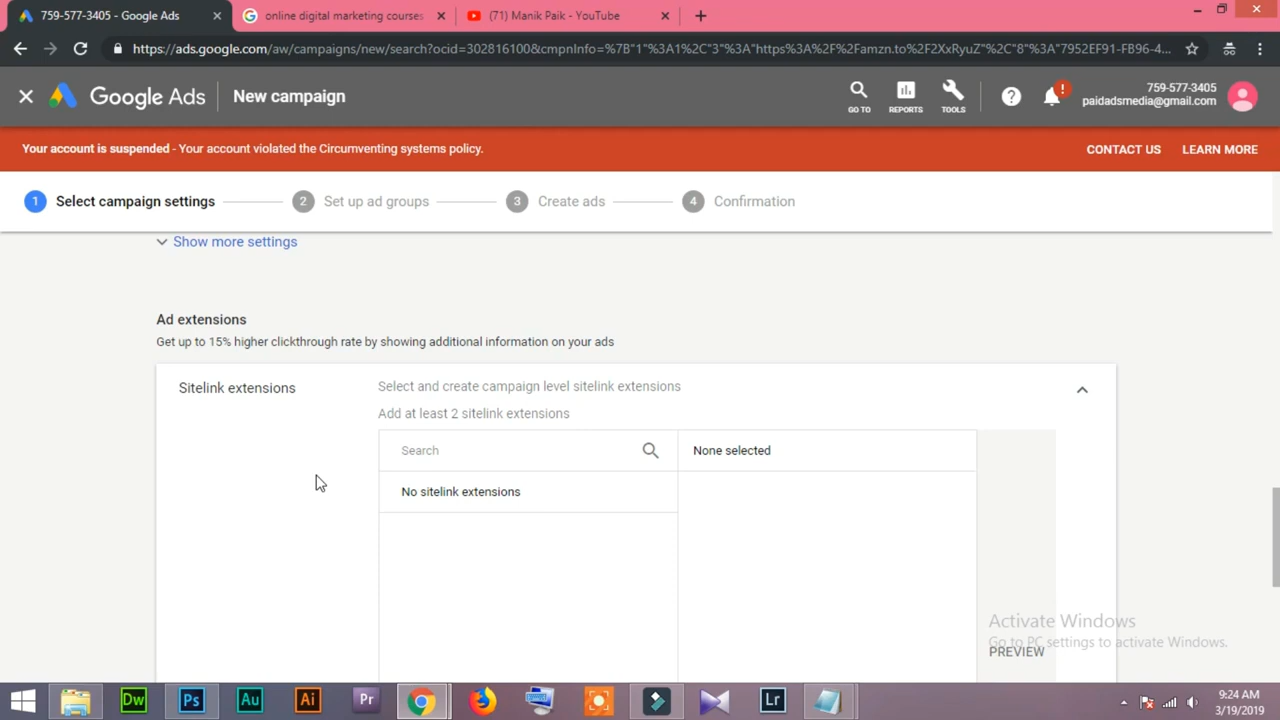 759-577-3405 - Google Ads
online digital marketing courses
(71) Manik Paik - YouTube
https://ads.google.com/aw/campaigns/new/search?ocid=302816100&cmpnInfo=%7B"1"%3A1%2C"3"%3A"https%3A%2F%2Famzn.to%2F2XxRyuZ"%2C"8"%3A"7952EF91-FB96-4...
Google Ads
New campaign
GO TO
REPORTS
TOOLS
759-577-3405
paidadsmedia@gmail.com
Your account is suspended - Your account violated the Circumventing systems policy.
CONTACT US
LEARN MORE
1 Select campaign settings
2 Set up ad groups
3 Create ads
4 Confirmation
Show more settings
Ad extensions
Get up to 15% higher clickthrough rate by showing additional information on your ads
Sitelink extensions
Select and create campaign level sitelink extensions
Add at least 2 sitelink extensions
Search
None selected
No sitelink extensions
Activate Windows
Go to PC settings to activate Windows.
PREVIEW
Dw
Ps
Au
Ai
Pr
Lr
9:24 AM
3/19/2019